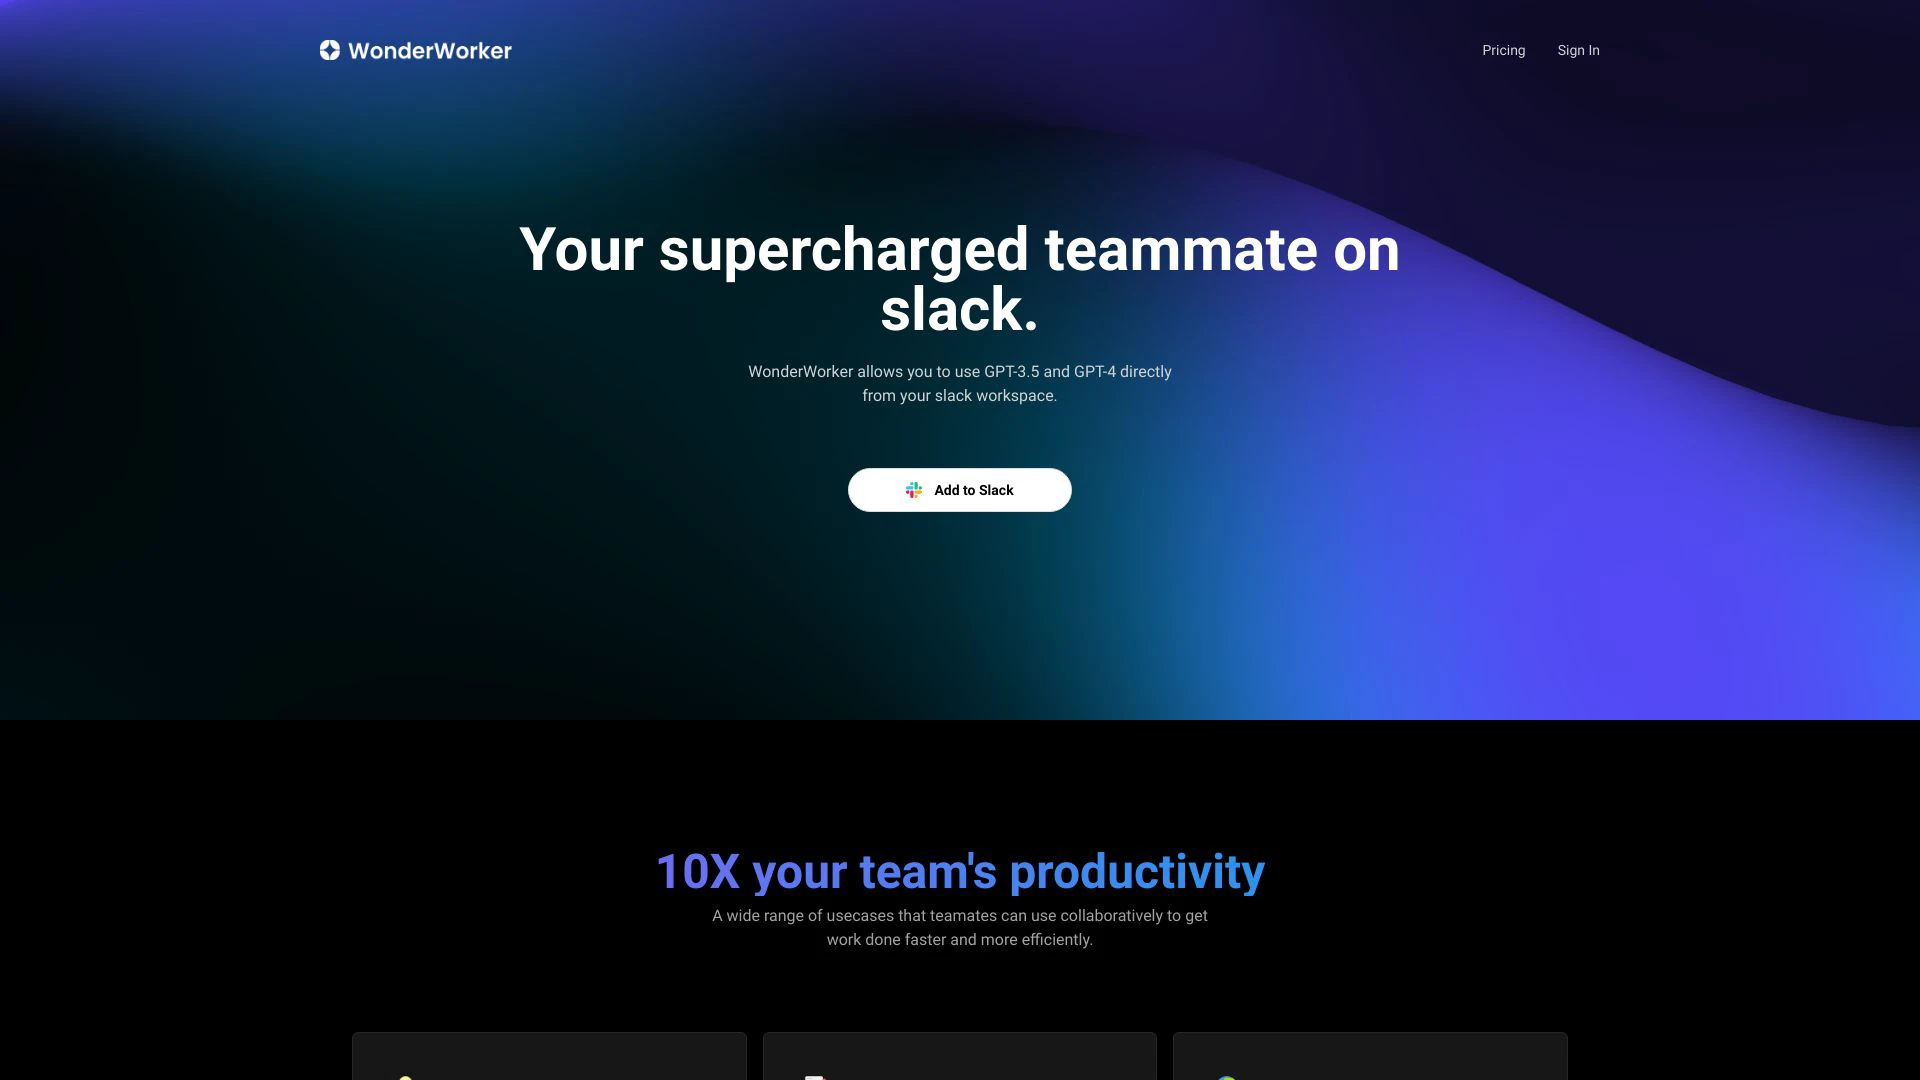 WonderWorker
Pricing
Sign In
Your supercharged teammate on
slack.
WonderWorker allows you to use GPT-3.5 and GPT-4 directly
from your slack workspace.
Add to Slack
10X your team's productivity
A wide range of usecases that teamates can use collaboratively to get
work done faster and more efficiently.